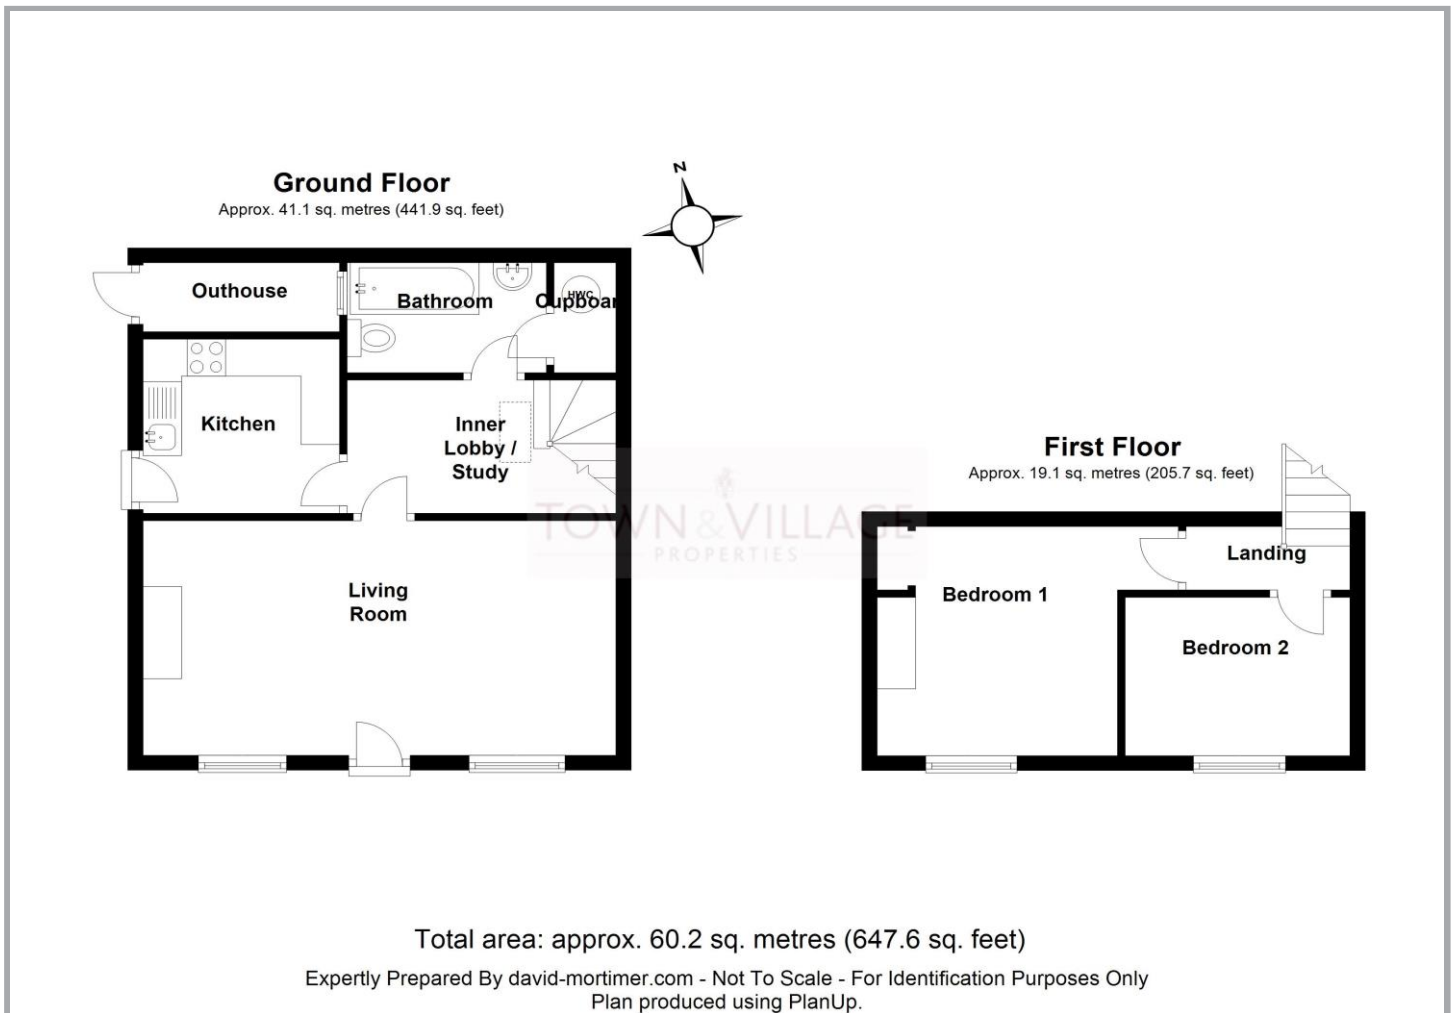 Ground Floor
Approx. 41.1 sq. metres (441.9 sq. feet)
N
Outhouse
Bathroom
HWC
Cupboar
Kitchen
Inner
Lobby /
Study
Living
Room
First Floor
Approx. 19.1 sq. metres (205.7 sq. feet)
Landing
Bedroom 1
Bedroom 2
TOWN & VILLAGE
PROPERTIES
Total area: approx. 60.2 sq. metres (647.6 sq. feet)
Expertly Prepared By david-mortimer.com - Not To Scale - For Identification Purposes Only
Plan produced using PlanUp.